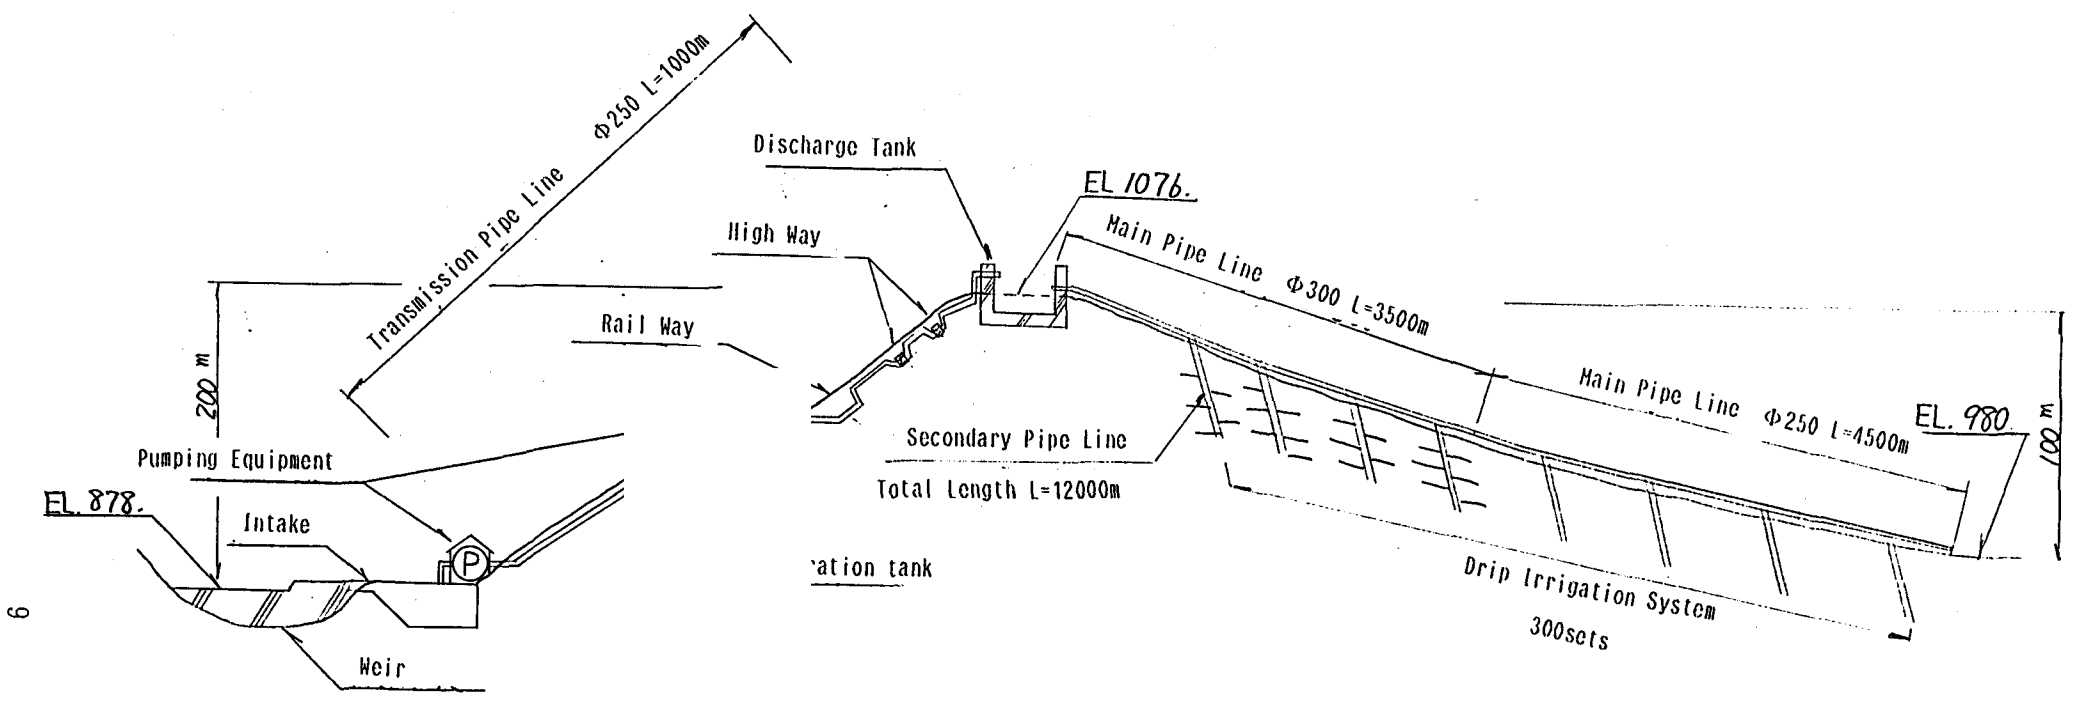 Transmission Pipe Line Φ250 L=1000m
Discharge Tank
EL 1076.
High Way
Main Pipe Line Φ300 L=3500m
Rail Way
200 m
Main Pipe Line Φ250 L=4500m
EL. 980.
100 m
Pumping Equipment
Secondary Pipe Line
Total Length L=12000m
EL. 878.
Intake
P
ation tank
Drip Irrigation System
300sets
Weir
6